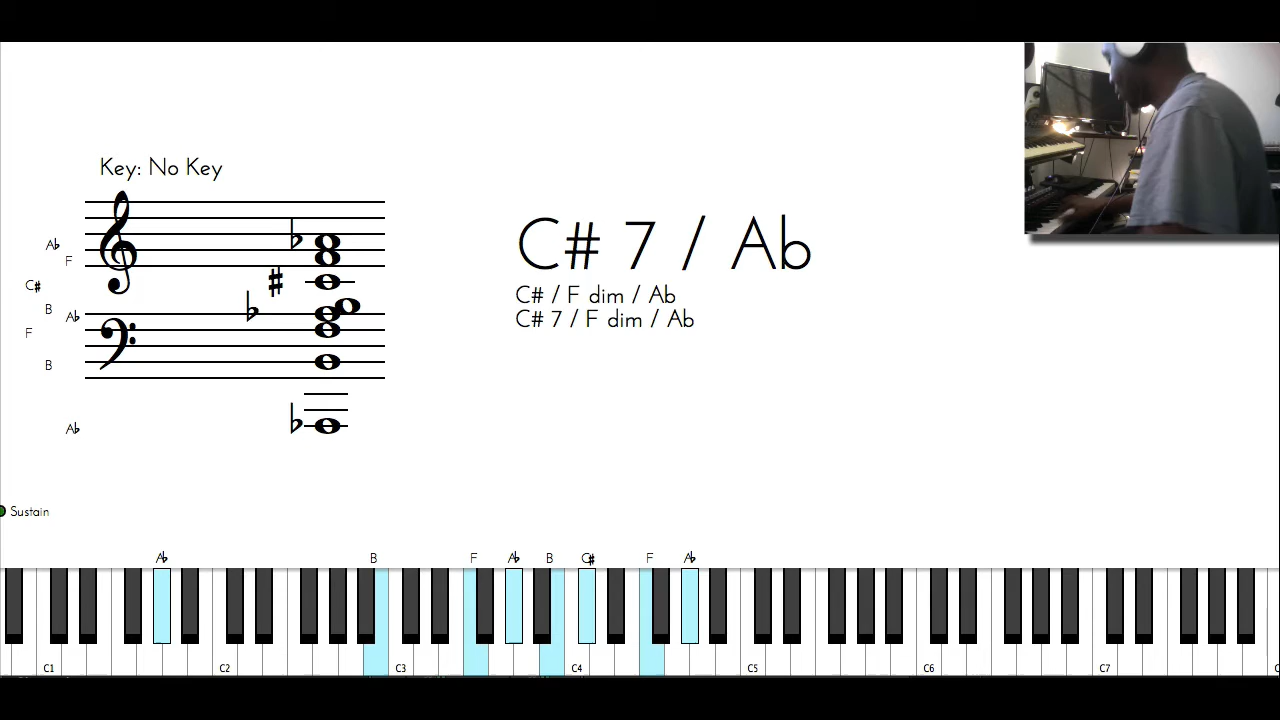 Key: No Key
C# 7 / Ab
C# / F dim / Ab
C# 7 / F dim / Ab
Ab
F
C#
B
Ab
F
B
Ab
Sustain
Ab B F Ab B C# F Ab
C1 C2 C3 C4 C5 C6 C7